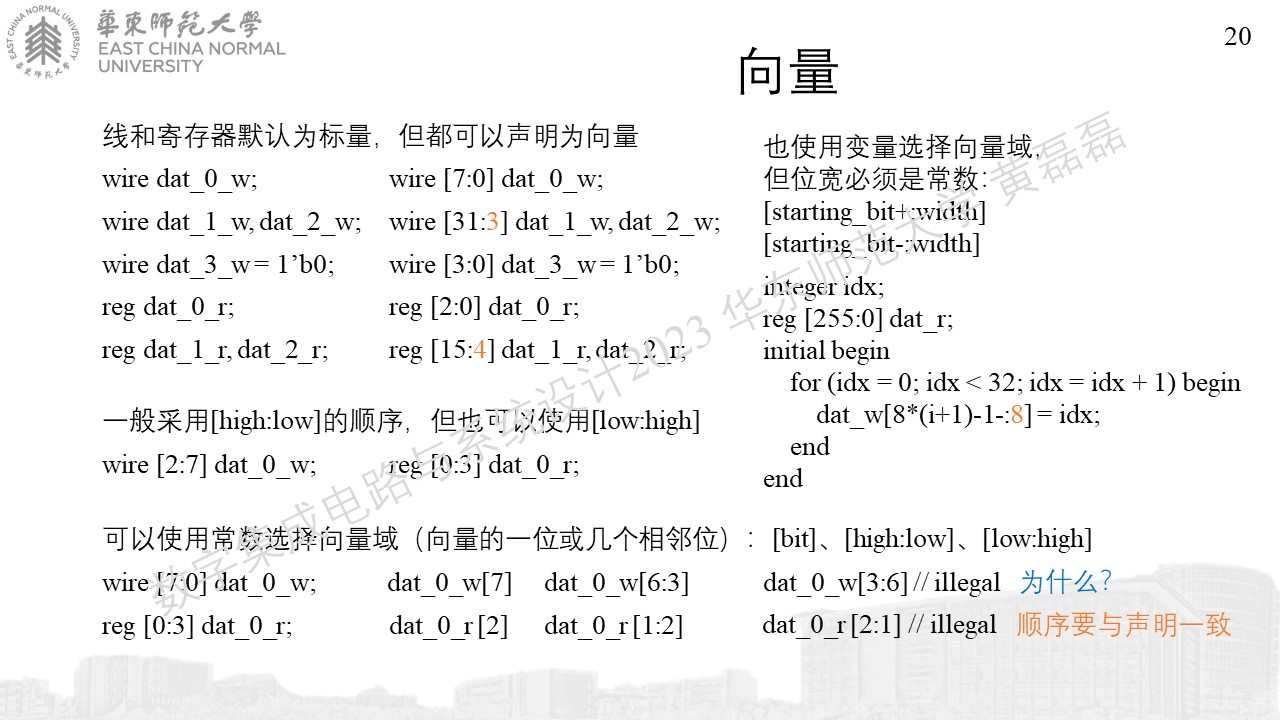 華東師範大學
EAST CHINA NORMAL
UNIVERSITY
20
向量
线和寄存器默认为标量，但都可以声明为向量
wire dat_0_w; wire [7:0] dat_0_w;
wire dat_1_w, dat_2_w; wire [31:3] dat_1_w, dat_2_w;
wire dat_3_w = 1’b0; wire [3:0] dat_3_w = 1’b0;
reg dat_0_r; reg [2:0] dat_0_r;
reg dat_1_r, dat_2_r; reg [15:4] dat_1_r, dat_2_r;
一般采用[high:low]的顺序，但也可以使用[low:high]
wire [2:7] dat_0_w; reg [0:3] dat_0_r;
也使用变量选择向量域，
但位宽必须是常数：
[starting_bit+:width]
[starting_bit-:width]
integer idx;
reg [255:0] dat_r;
initial begin
for (idx = 0; idx < 32; idx = idx + 1) begin
dat_w[8*(i+1)-1-:8] = idx;
end
end
可以使用常数选择向量域（向量的一位或几个相邻位）：[bit]、[high:low]、[low:high]
wire [7:0] dat_0_w; dat_0_w[7] dat_0_w[6:3] dat_0_w[3:6] // illegal 为什么？
reg [0:3] dat_0_r; dat_0_r [2] dat_0_r [1:2] dat_0_r [2:1] // illegal 顺序要与声明一致
数字集成电路与系统设计2023 华东师范大学 黄磊磊